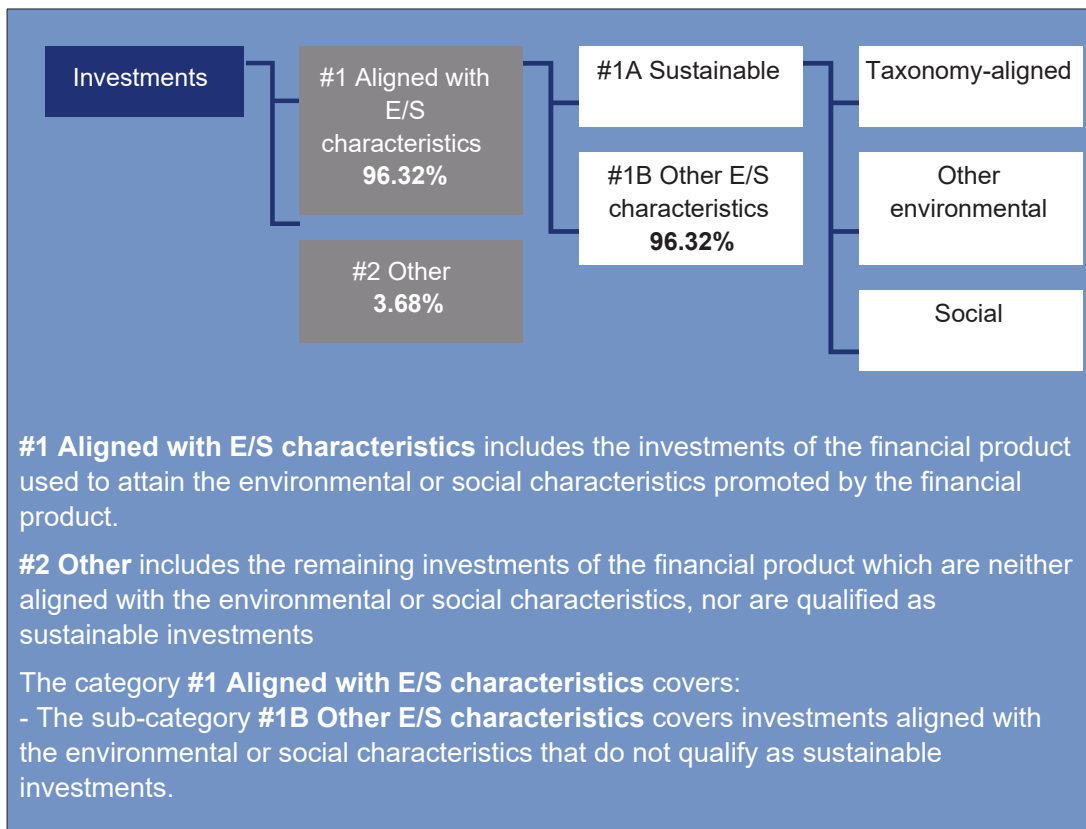 Investments
#1 Aligned with
E/S
characteristics
96.32%
#2 Other
3.68%
#1A Sustainable
#1B Other E/S
characteristics
96.32%
Taxonomy-aligned
Other
environmental
Social
#1 Aligned with E/S characteristics includes the investments of the financial product
used to attain the environmental or social characteristics promoted by the financial
product.
#2 Other includes the remaining investments of the financial product which are neither
aligned with the environmental or social characteristics, nor are qualified as
sustainable investments
The category #1 Aligned with E/S characteristics covers:
- The sub-category #1B Other E/S characteristics covers investments aligned with
the environmental or social characteristics that do not qualify as sustainable
investments.